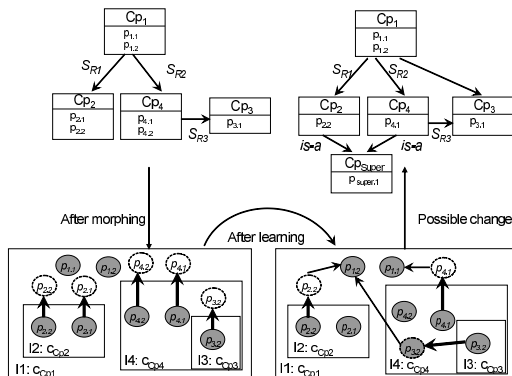 Cp1
p1.1
p1.2
SR1
SR2
Cp2
p2.1
p2.2
Cp4
p4.1
p4.2
SR3
Cp3
p3.1
Cp1
p1.1
p1.2
SR1
SR2
Cp2
p2.2
Cp4
p4.1
SR3
Cp3
p3.1
is-a
is-a
CpSuper
psuper.1
After morphing
After learning
Possible change
p1.1
p1.2
p4.2
p4.1
p2.2
p2.1
p3.2
p4.2
p4.1
p2.2
p2.1
p3.2
I2: cCp2
I4: cCp4
I3: cCp3
I1: cCp1
p1.2
p1.1
p4.1
p2.2
p4.2
p4.1
p2.2
p2.1
p3.2
p3.2
I2: cCp2
I4: cCp4
I3: cCp3
I1: cCp1